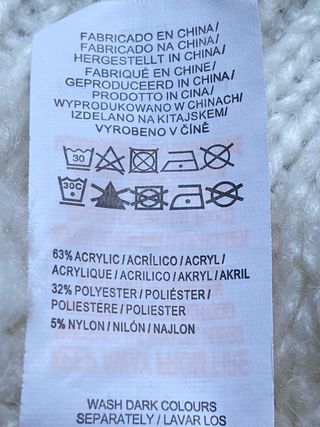 FABRICADO EN CHINA/
FABRICADO NA CHINA/
HERGESTELLT IN CHINA/
FABRIQUÉ EN CHINE/
GEPRODUCEERD IN CHINA/
PRODOTTO IN CINA/
WYPRODUKOWANO W CHINACH/
IZDELANO NA KITAJSKEM/
VYROBENO V ČÍNĚ
30
30C
63% ACRYLIC/ACRÍLICO/ACRYL/
ACRYLIQUE/ACRILICO/AKRYL/AKRIL
32% POLYESTER/POLIÉSTER/
POLIESTERE/POLIESTER
5% NYLON/NILÓN/NAJLON
WASH DARK COLOURS
SEPARATELY/LAVAR LOS